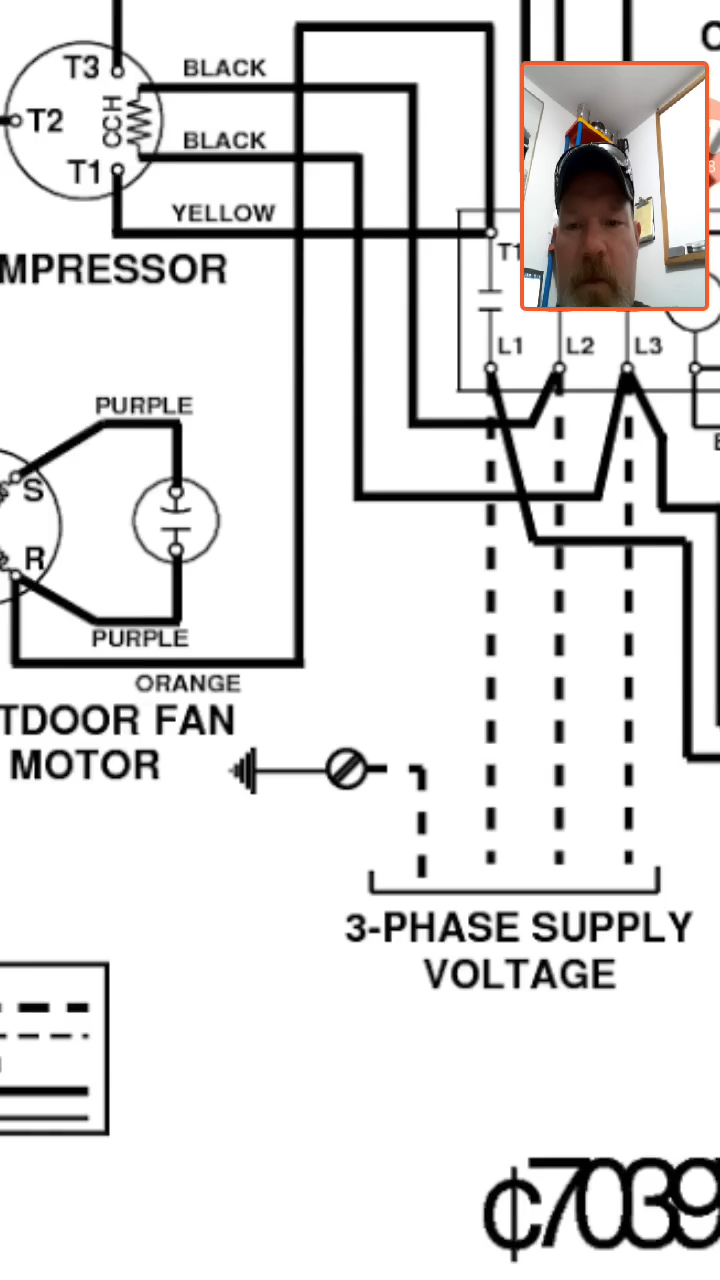 T3
BLACK
T2
CCH
BLACK
T1
YELLOW
T1
MPRESSOR
L1
L2
L3
PURPLE
S
R
PURPLE
ORANGE
TDOOR FAN
MOTOR
3-PHASE SUPPLY
VOLTAGE
¢7039